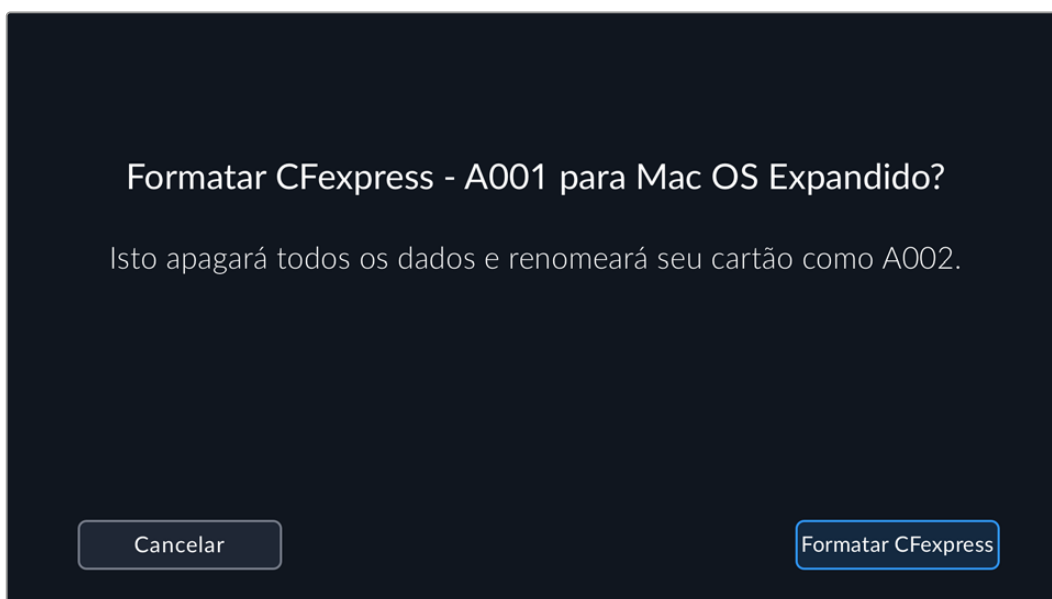 Formatar CFexpress - A001 para Mac OS Expandido?
Isto apagará todos os dados e renomeará seu cartão como A002.
Cancelar
Formatar CFexpress